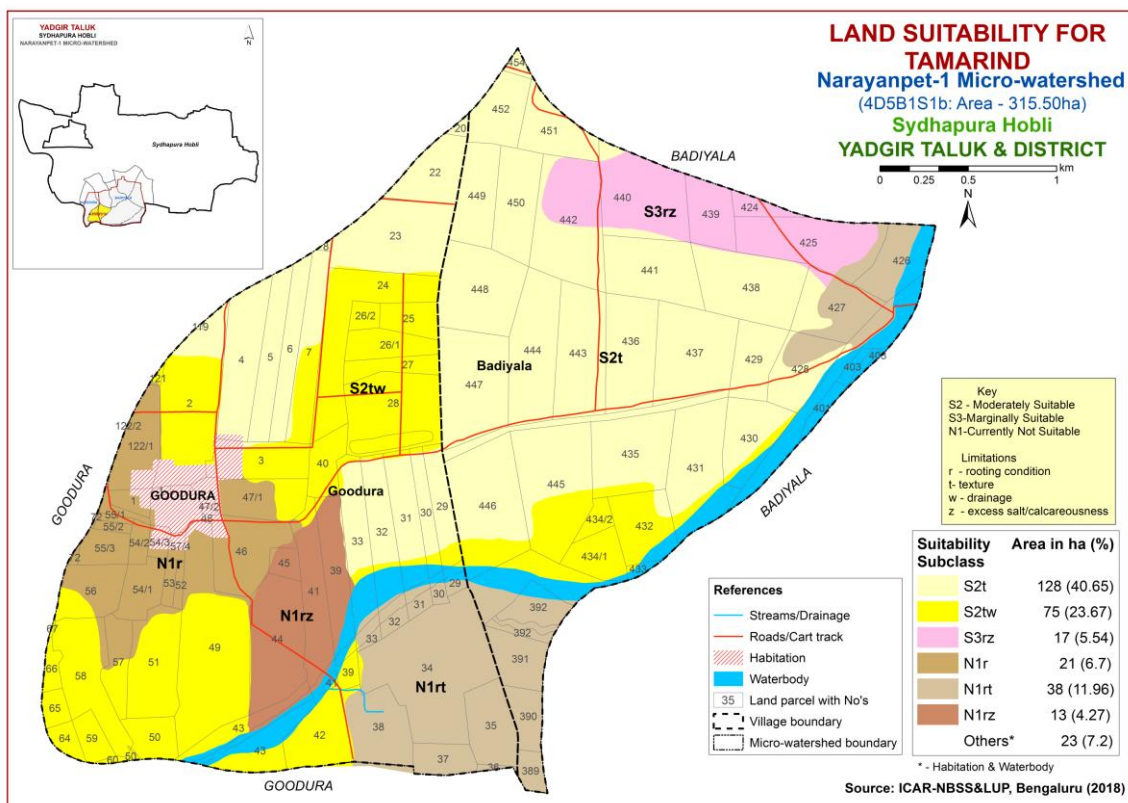 YADGIR TALUK
SYDHAPURA HOBLI
NARAYANPET-1 MICRO-WATERSHED
N
Sydhapura Hobli
LAND SUITABILITY FOR
TAMARIND
Narayanpet-1 Micro-watershed
(4D5B1S1b: Area - 315.50ha)
Sydhapura Hobli
YADGIR TALUK & DISTRICT
0 0.25 0.5 1
km
N
454
452
20
451
BADIYALA
22
449
450
440
442
S3rz
439
424
425
23
426
8
441
24
448
438
427
26/2
25
119
436
26/1
4
5
6
7
444
443
S2t
437
429
405
Badiyala
27
428
403
121
S2tw
447
2
28
401
122/2
430
122/1
3
40
435
431
GOODURA
GOODURA
Goodura
445
1
47/1
47/2
48
446
434/2
432
72
55/1
55/2
33
32
31
30
29
54/2
54/3
57/4
55/3
46
434/1
72
N1r
45
39
433
56
54/1
53
52
41
29
30
31
392
32
N1rz
67
44
33
392
57
51
49
34
391
66
58
39
N1rt
41
65
390
38
35
64
59
50
43
43
42
60
50
37
36
389
GOODURA
BADIYALA
Key
S2 - Moderately Suitable
S3-Marginally Suitable
N1-Currently Not Suitable
Limitations
r - rooting condition
t- texture
w - drainage
z - excess salt/calcareousness
References
Streams/Drainage
Roads/Cart track
Habitation
Waterbody
35 Land parcel with No's
Village boundary
Micro-watershed boundary
Suitability Area in ha (%)
Subclass
S2t 128 (40.65)
S2tw 75 (23.67)
S3rz 17 (5.54)
N1r 21 (6.7)
N1rt 38 (11.96)
N1rz 13 (4.27)
Others* 23 (7.2)
* - Habitation & Waterbody
Source: ICAR-NBSS&LUP, Bengaluru (2018)